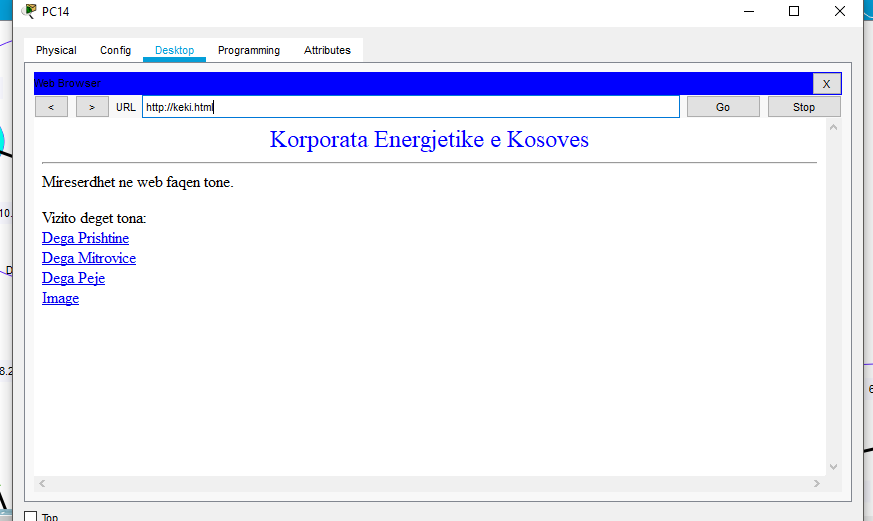 PC14
Physical Config Desktop Programming Attributes
Web Browser
X
< > URL http://keki.html Go Stop
Korporata Energjetike e Kosoves
Mireserdhet ne web faqen tone.
Vizito deget tona:
Dega Prishtine
Dega Mitrovice
Dega Peje
Image
10.
D
8.2
6
Top